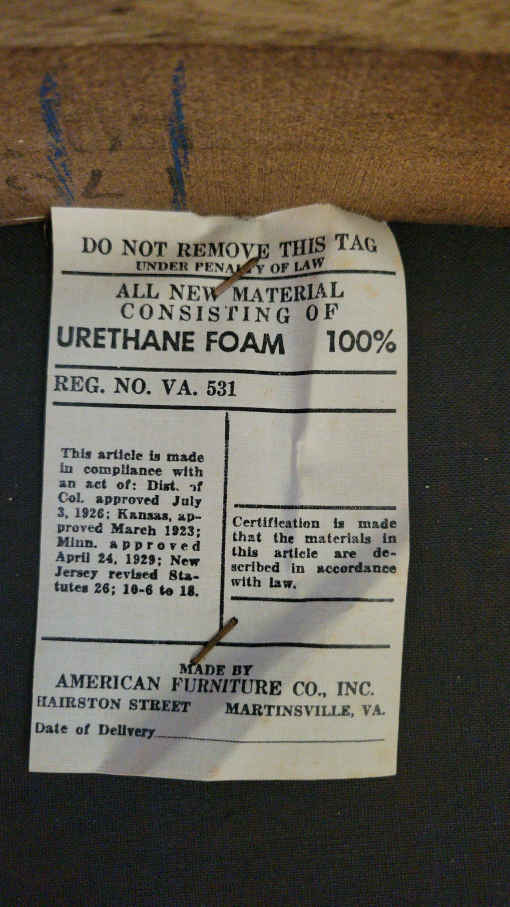 DO NOT REMOVE THIS TAG
UNDER PENALTY OF LAW
ALL NEW MATERIAL
CONSISTING OF
URETHANE FOAM 100%
REG. NO. VA. 531
This article is made
in compliance with
an act of: Dist. of
Col. approved July
3, 1926; Kansas, ap-
proved March 1923;
Minn. approved
April 24, 1929; New
Jersey revised Sta-
tutes 26; 10-6 to 18.
Certification is made
that the materials in
this article are de-
scribed in accordance
with law.
MADE BY
AMERICAN FURNITURE CO., INC.
HAIRSTON STREET MARTINSVILLE, VA.
Date of Delivery